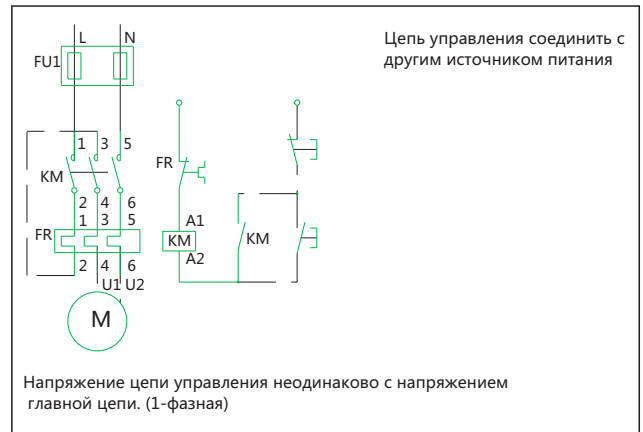 L N
FU1
Цепь управления соединить с
другим источником питания
1 3 5
KM
2 4 6
FR
1 3 5
FR
2 4 6
U1 U2
M
A1
KM
A2
KM
Напряжение цепи управления неодинаково с напряжением
главной цепи. (1-фазная)